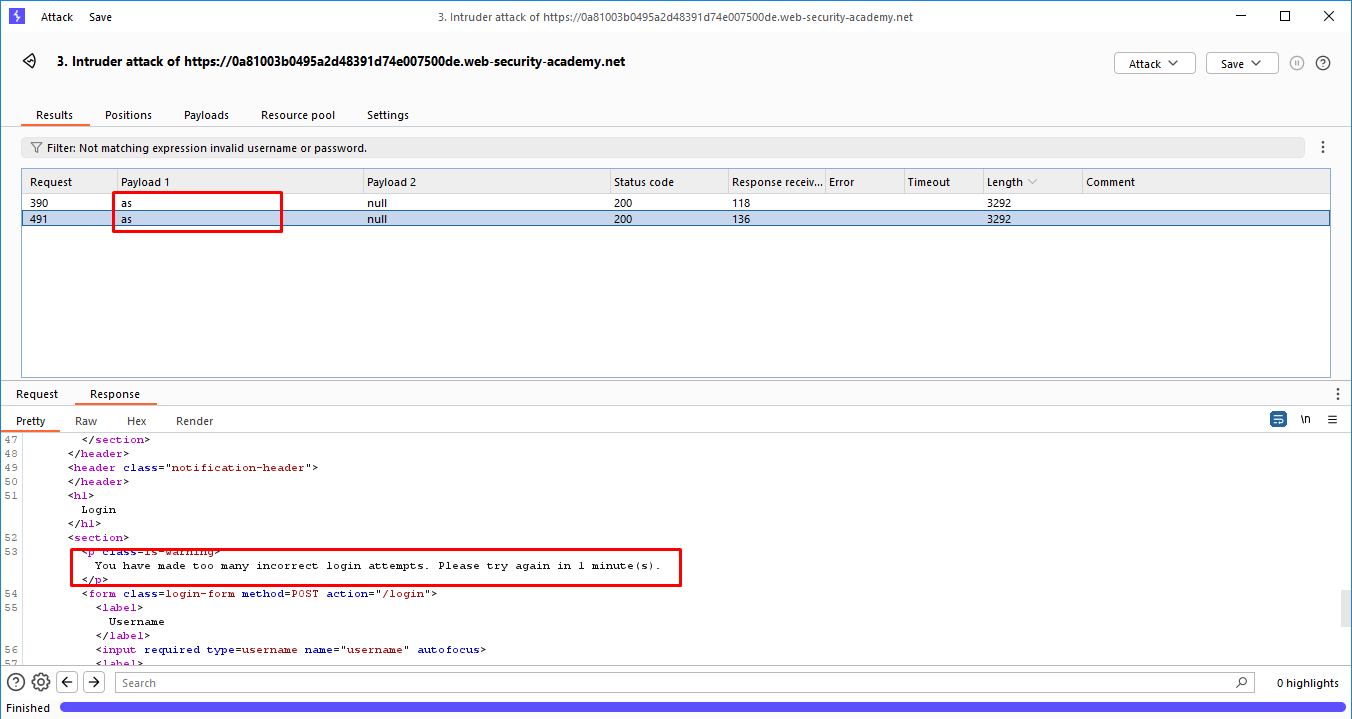 Attack Save 3. Intruder attack of https://0a81003b0495a2d48391d74e007500de.web-security-academy.net
3. Intruder attack of https://0a81003b0495a2d48391d74e007500de.web-security-academy.net Attack Save
Results Positions Payloads Resource pool Settings
Filter: Not matching expression invalid username or password.
Request Payload 1 Payload 2 Status code Response receiv... Error Timeout Length Comment
390 as null 200 118 3292
491 as null 200 136 3292
Request Response
Pretty Raw Hex Render \n
47 </section>
48 </header>
49 <header class="notification-header">
50 </header>
51 <h1>
Login
</h1>
52 <section>
53 <p class=is-warning>
You have made too many incorrect login attempts. Please try again in 1 minute(s).
</p>
54 <form class=login-form method=POST action="/login">
55 <label>
Username
</label>
56 <input required type=username name="username" autofocus>
57 <label>
Search 0 highlights
Finished